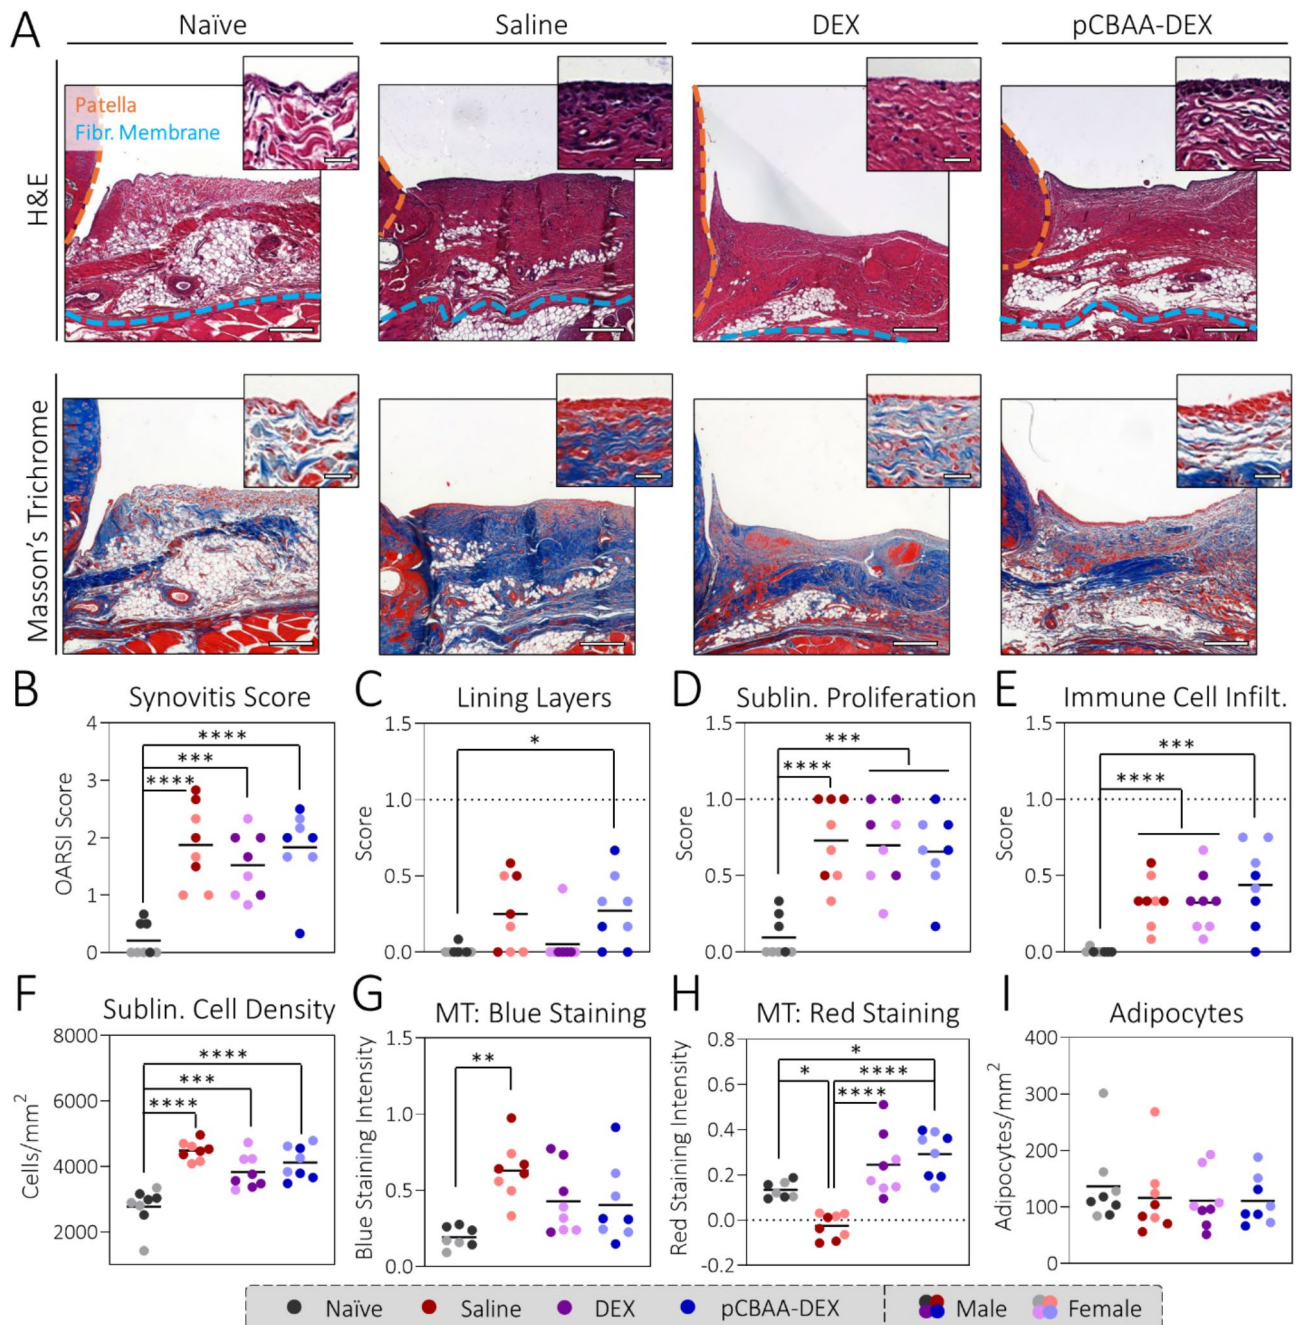 A
Naïve
Saline
DEX
pCBAA-DEX
H&E
Patella
Fibr. Membrane
Masson's Trichrome
B
Synovitis Score
OARSI Score
4
3
2
1
0
****
***
****
C
Lining Layers
Score
1.5
1.0
0.5
0.0
*
D
Sublin. Proliferation
Score
1.5
1.0
0.5
0.0
***
****
E
Immune Cell Infilt.
Score
1.5
1.0
0.5
0.0
***
****
F
Sublin. Cell Density
Cells/mm²
8000
6000
4000
2000
****
***
****
G
MT: Blue Staining
Blue Staining Intensity
1.5
1.0
0.5
0.0
**
H
MT: Red Staining
Red Staining Intensity
0.8
0.6
0.4
0.2
0.0
-0.2
*
*
****
****
I
Adipocytes
Adipocytes/mm²
400
300
200
100
0
Naïve
Saline
DEX
pCBAA-DEX
Male
Female